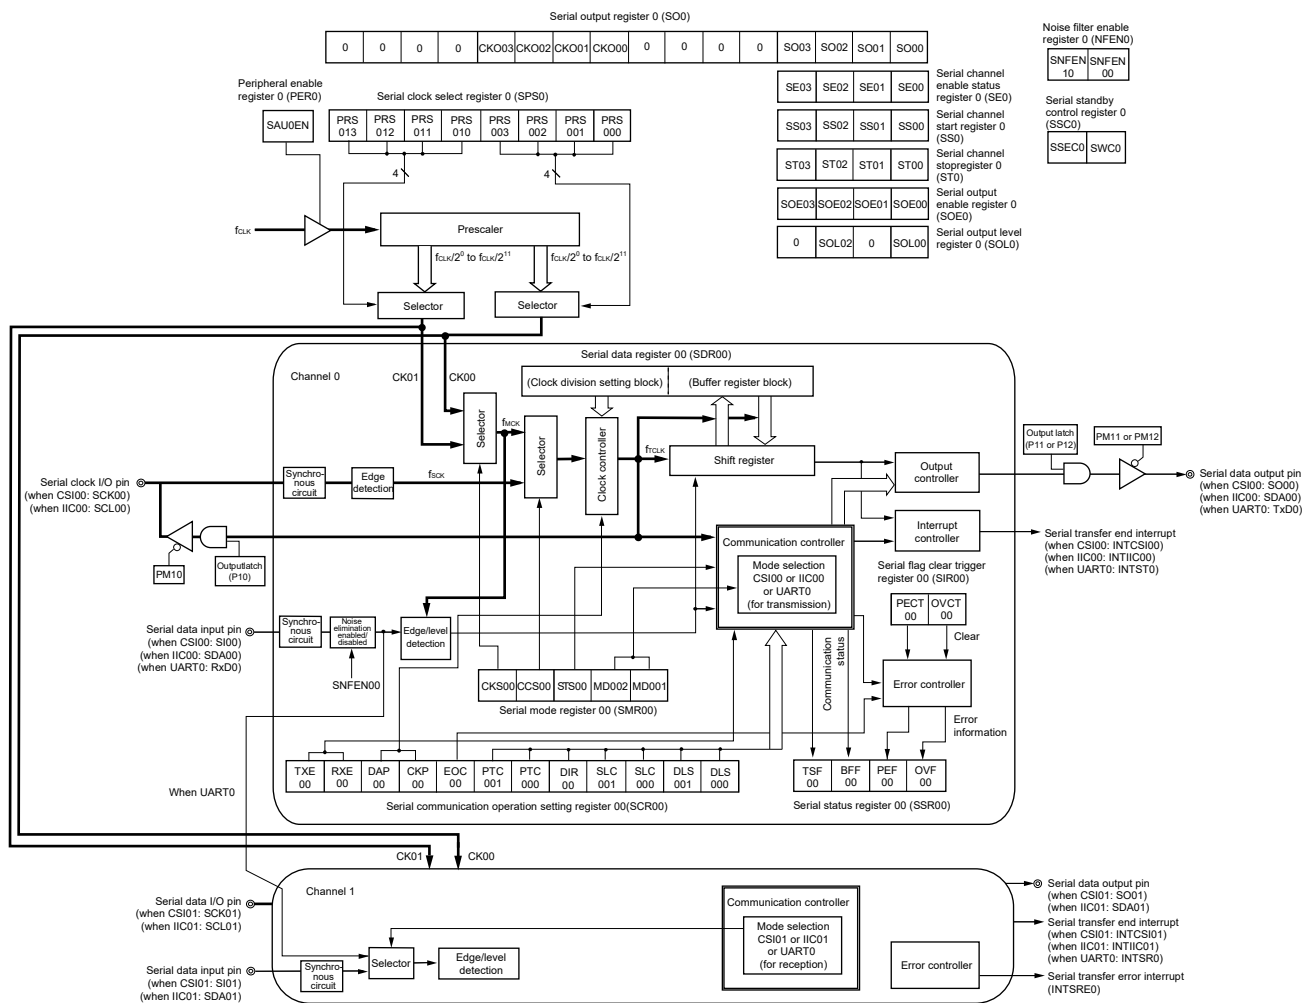 Serial output register 0 (SO0)
0 0 0 0 CKO03 CKO02 CKO01 CKO00 0 0 0 0 SO03 SO02 SO01 SO00
Noise filter enable
register 0 (NFEN0)
SNFEN SNFEN
10 00
Peripheral enable
register 0 (PER0)
SAU0EN
Serial clock select register 0 (SPS0)
PRS PRS PRS PRS PRS PRS PRS PRS
013 012 011 010 003 002 001 000
4
4
SE03 SE02 SE01 SE00
Serial channel
enable status
register 0 (SE0)
SS03 SS02 SS01 SS00
Serial channel
start register 0
(SS0)
ST03 ST02 ST01 ST00
Serial channel
stopregister 0
(ST0)
SOE03 SOE02 SOE01 SOE00
Serial output
enable register 0
(SOE0)
0 SOL02 0 SOL00
Serial output level
register 0 (SOL0)
Serial standby
control register 0
(SSC0)
SSEC0 SWC0
fCLK
Prescaler
fCLK/2⁰ to fCLK/2¹¹
fCLK/2⁰ to fCLK/2¹¹
Selector
Selector
Channel 0
CK01
CK00
Serial data register 00 (SDR00)
(Clock division setting block)
(Buffer register block)
Selector
fMCK
Selector
Clock controller
fTCLK
Shift register
Output
controller
Output latch
(P11 or P12)
PM11 or PM12
Serial data output pin
(when CSI00: SO00)
(when IIC00: SDA00)
(when UART0: TxD0)
Serial clock I/O pin
(when CSI00: SCK00)
(when IIC00: SCL00)
Synchro-
nous
circuit
Edge
detection
fSCK
PM10
Outputlatch
(P10)
Communication controller
Mode selection
CSI00 or IIC00
or UART0
(for transmission)
Interrupt
controller
Serial transfer end interrupt
(when CSI00: INTCSI00)
(when IIC00: INTIIC00)
(when UART0: INTST0)
Serial flag clear trigger
register 00 (SIR00)
PECT OVCT
00 00
Clear
Serial data input pin
(when CSI00: SI00)
(when IIC00: SDA00)
(when UART0: RxD0)
Synchro-
nous
circuit
Noise
elimination
enabled/
disabled
Edge/level
detection
SNFEN00
CKS00 CCS00 STS00 MD002 MD001
Serial mode register 00 (SMR00)
Communication
status
Error controller
Error
information
When UART0
TXE RXE DAP CKP EOC PTC PTC DIR SLC SLC DLS DLS
00 00 00 00 00 001 000 00 001 000 001 000
Serial communication operation setting register 00(SCR00)
TSF BFF PEF OVF
00 00 00 00
Serial status register 00 (SSR00)
CK01
CK00
Channel 1
Serial data I/O pin
(when CSI01: SCK01)
(when IIC01: SCL01)
Serial data input pin
(when CSI01: SI01)
(when IIC01: SDA01)
Synchro-
nous
circuit
Selector
Edge/level
detection
Communication controller
Mode selection
CSI01 or IIC01
or UART0
(for reception)
Error controller
Serial data output pin
(when CSI01: SO01)
(when IIC01: SDA01)
Serial transfer end interrupt
(when CSI01: INTCSI01)
(when IIC01: INTIIC01)
(when UART0: INTSR0)
Serial transfer error interrupt
(INTSRE0)